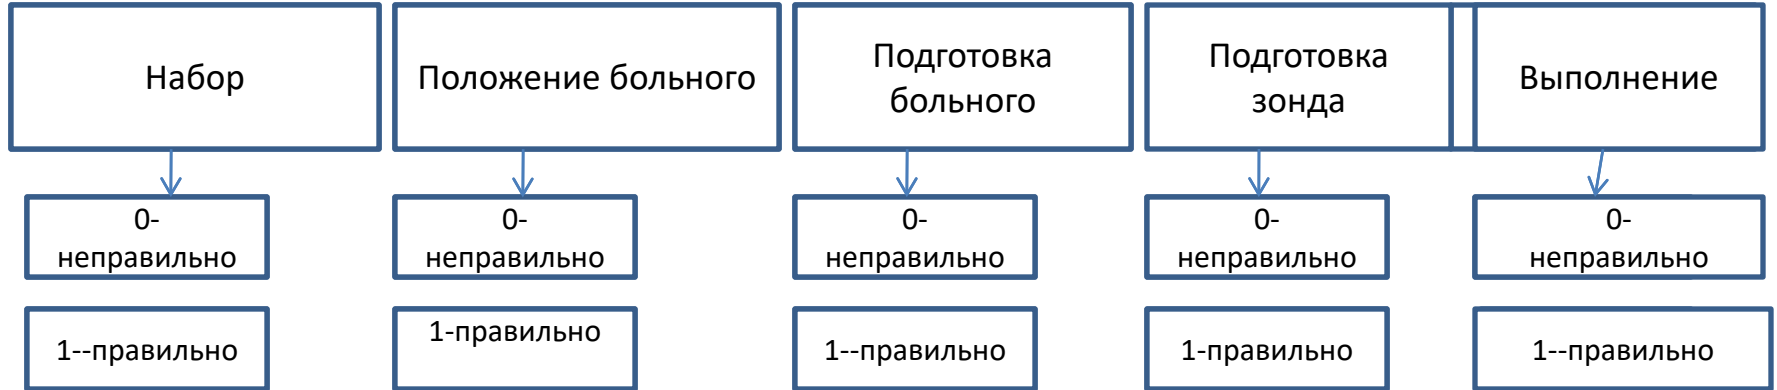 Набор
Положение больного
Подготовка
больного
Подготовка
зонда
Выполнение
0-
неправильно
0-
неправильно
0-
неправильно
0-
неправильно
0-
неправильно
1--правильно
1-правильно
1--правильно
1-правильно
1--правильно